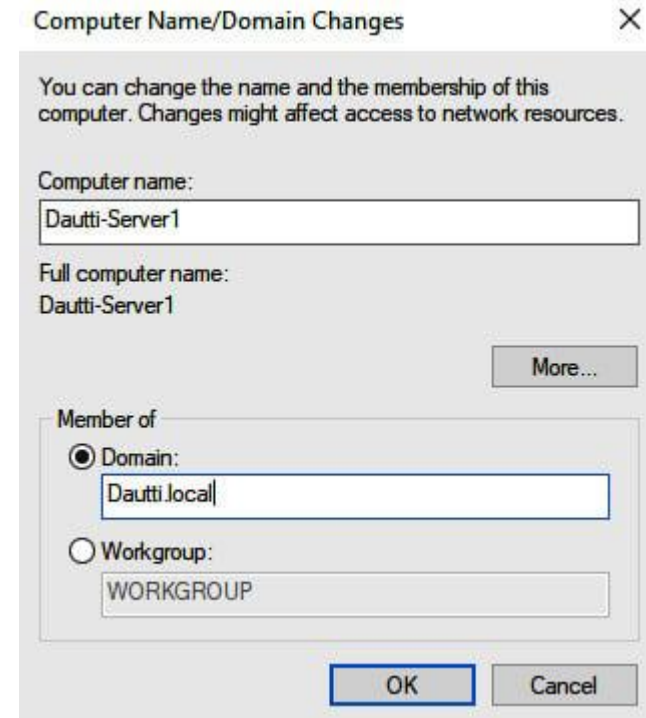 Computer Name/Domain Changes
You can change the name and the membership of this
computer. Changes might affect access to network resources.
Computer name:
Dautti-Server1
Full computer name:
Dautti-Server1
More...
Member of
Domain:
Dautti.local
Workgroup:
WORKGROUP
OK
Cancel